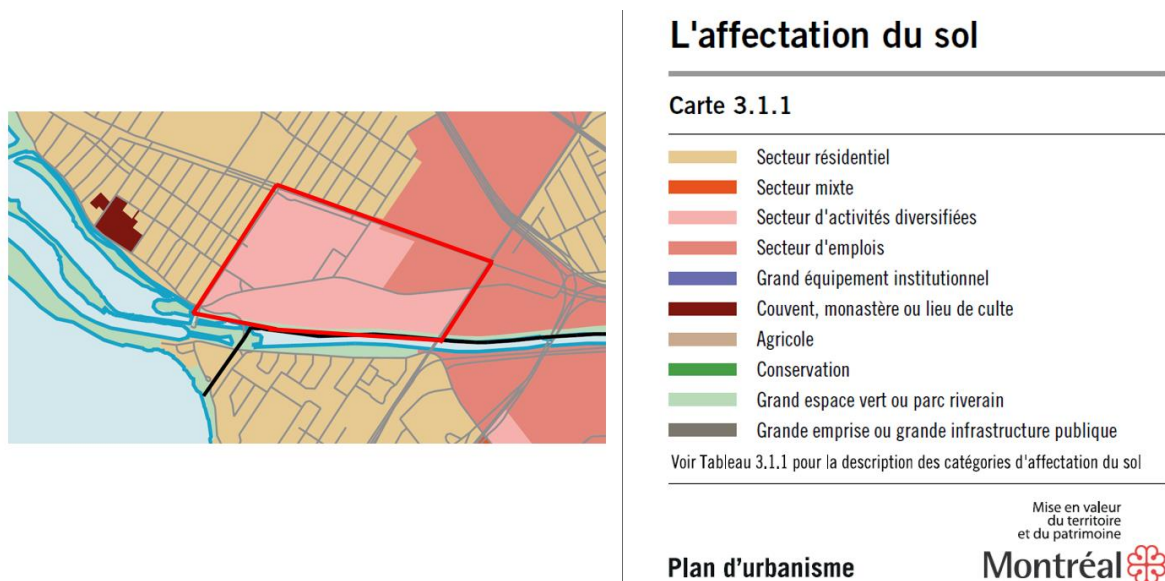 L'affectation du sol
Carte 3.1.1
Secteur résidentiel
Secteur mixte
Secteur d'activités diversifiées
Secteur d'emplois
Grand équipement institutionnel
Couvent, monastère ou lieu de culte
Agricole
Conservation
Grand espace vert ou parc riverain
Grande emprise ou grande infrastructure publique
Voir Tableau 3.1.1 pour la description des catégories d'affectation du sol
Mise en valeur
du territoire
et du patrimoine
Plan d'urbanisme
Montréal